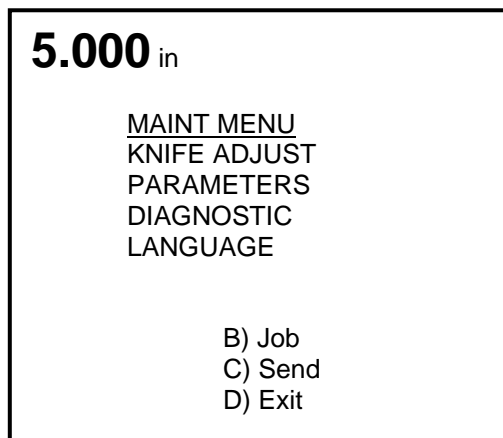 5.000 in
MAINT MENU
KNIFE ADJUST
PARAMETERS
DIAGNOSTIC
LANGUAGE
B) Job
C) Send
D) Exit